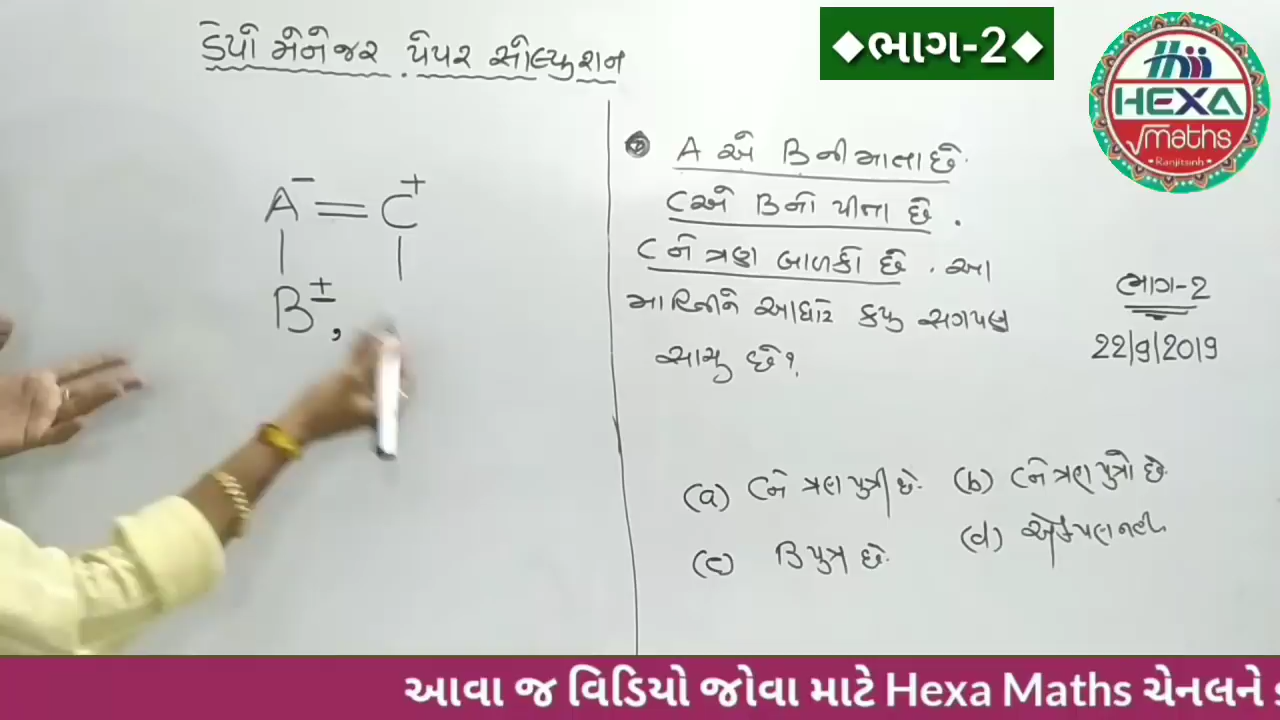 ડેપો મેનેજર પેપર સોલ્યુશન
◆ભાગ-2◆
HEXA
√maths
Ranjitsinh
A⁻ = C⁺
B±,
A એ B ની માતા છે.
C એ B ના પીતા છે.
C ને ત્રણ બાળકો છે. આ
માહિતીને આધારે કયુ સગપણ
સાચુ છે?
ભાગ-2
22/9/2019
(a) C ને ત્રણ પુત્રી છે. (b) C ને ત્રણ પુત્રો છે.
(c) B પુત્ર છે. (d) એકપણ નહી
આવા જ વિડિયો જોવા માટે Hexa Maths ચેનલને